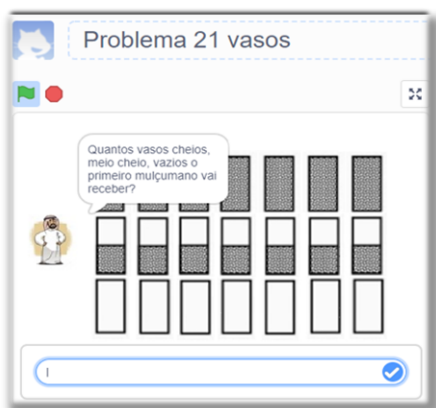 Problema 21 vasos
Quantos vasos cheios,
meio cheio, vazios o
primeiro mulçumano vai
receber?